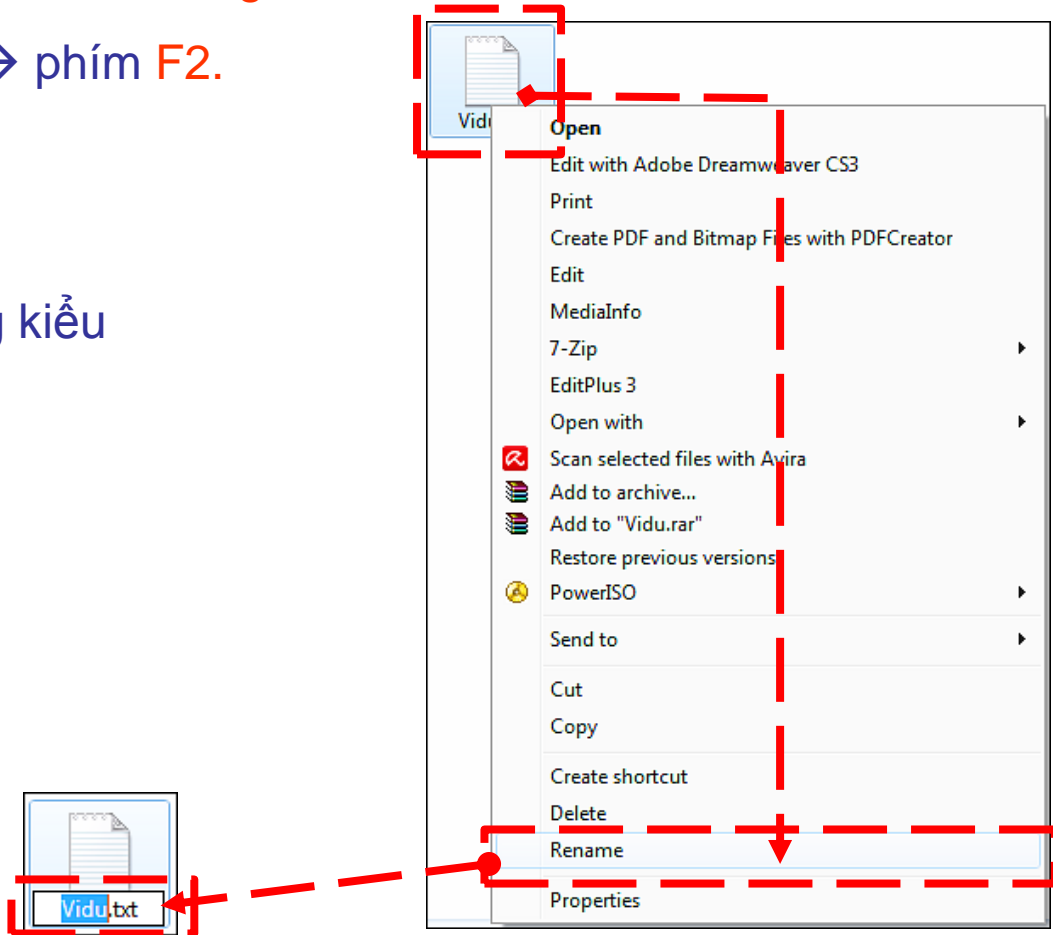 phím F2.
kiểu
Open
Edit with Adobe Dreamweaver CS3
Print
Create PDF and Bitmap Files with PDFCreator
Edit
MediaInfo
7-Zip
EditPlus 3
Open with
Scan selected files with Avira
Add to archive...
Add to "Vidu.rar"
Restore previous versions
PowerISO
Send to
Cut
Copy
Create shortcut
Delete
Rename
Properties
Vidu.txt